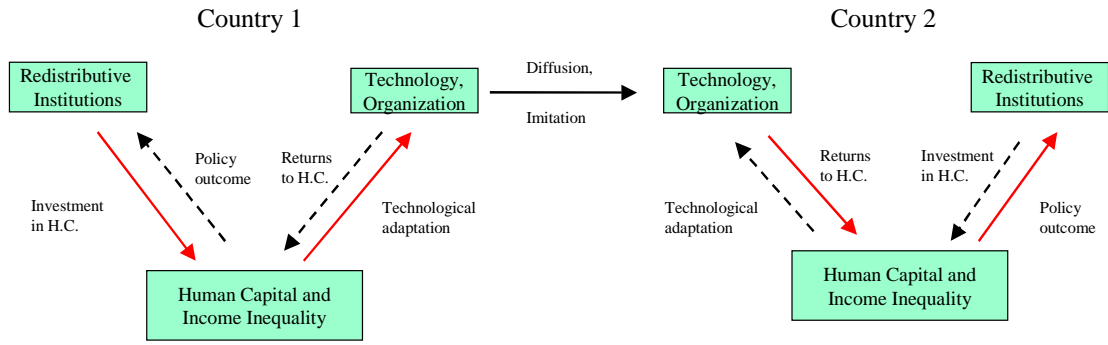 Country 1
Country 2
Redistributive
Institutions
Technology,
Organization
Diffusion,
Imitation
Technology,
Organization
Redistributive
Institutions
Policy
outcome
Returns
to H.C.
Investment
in H.C.
Technological
adaptation
Returns
to H.C.
Investment
in H.C.
Technological
adaptation
Policy
outcome
Human Capital and
Income Inequality
Human Capital and
Income Inequality